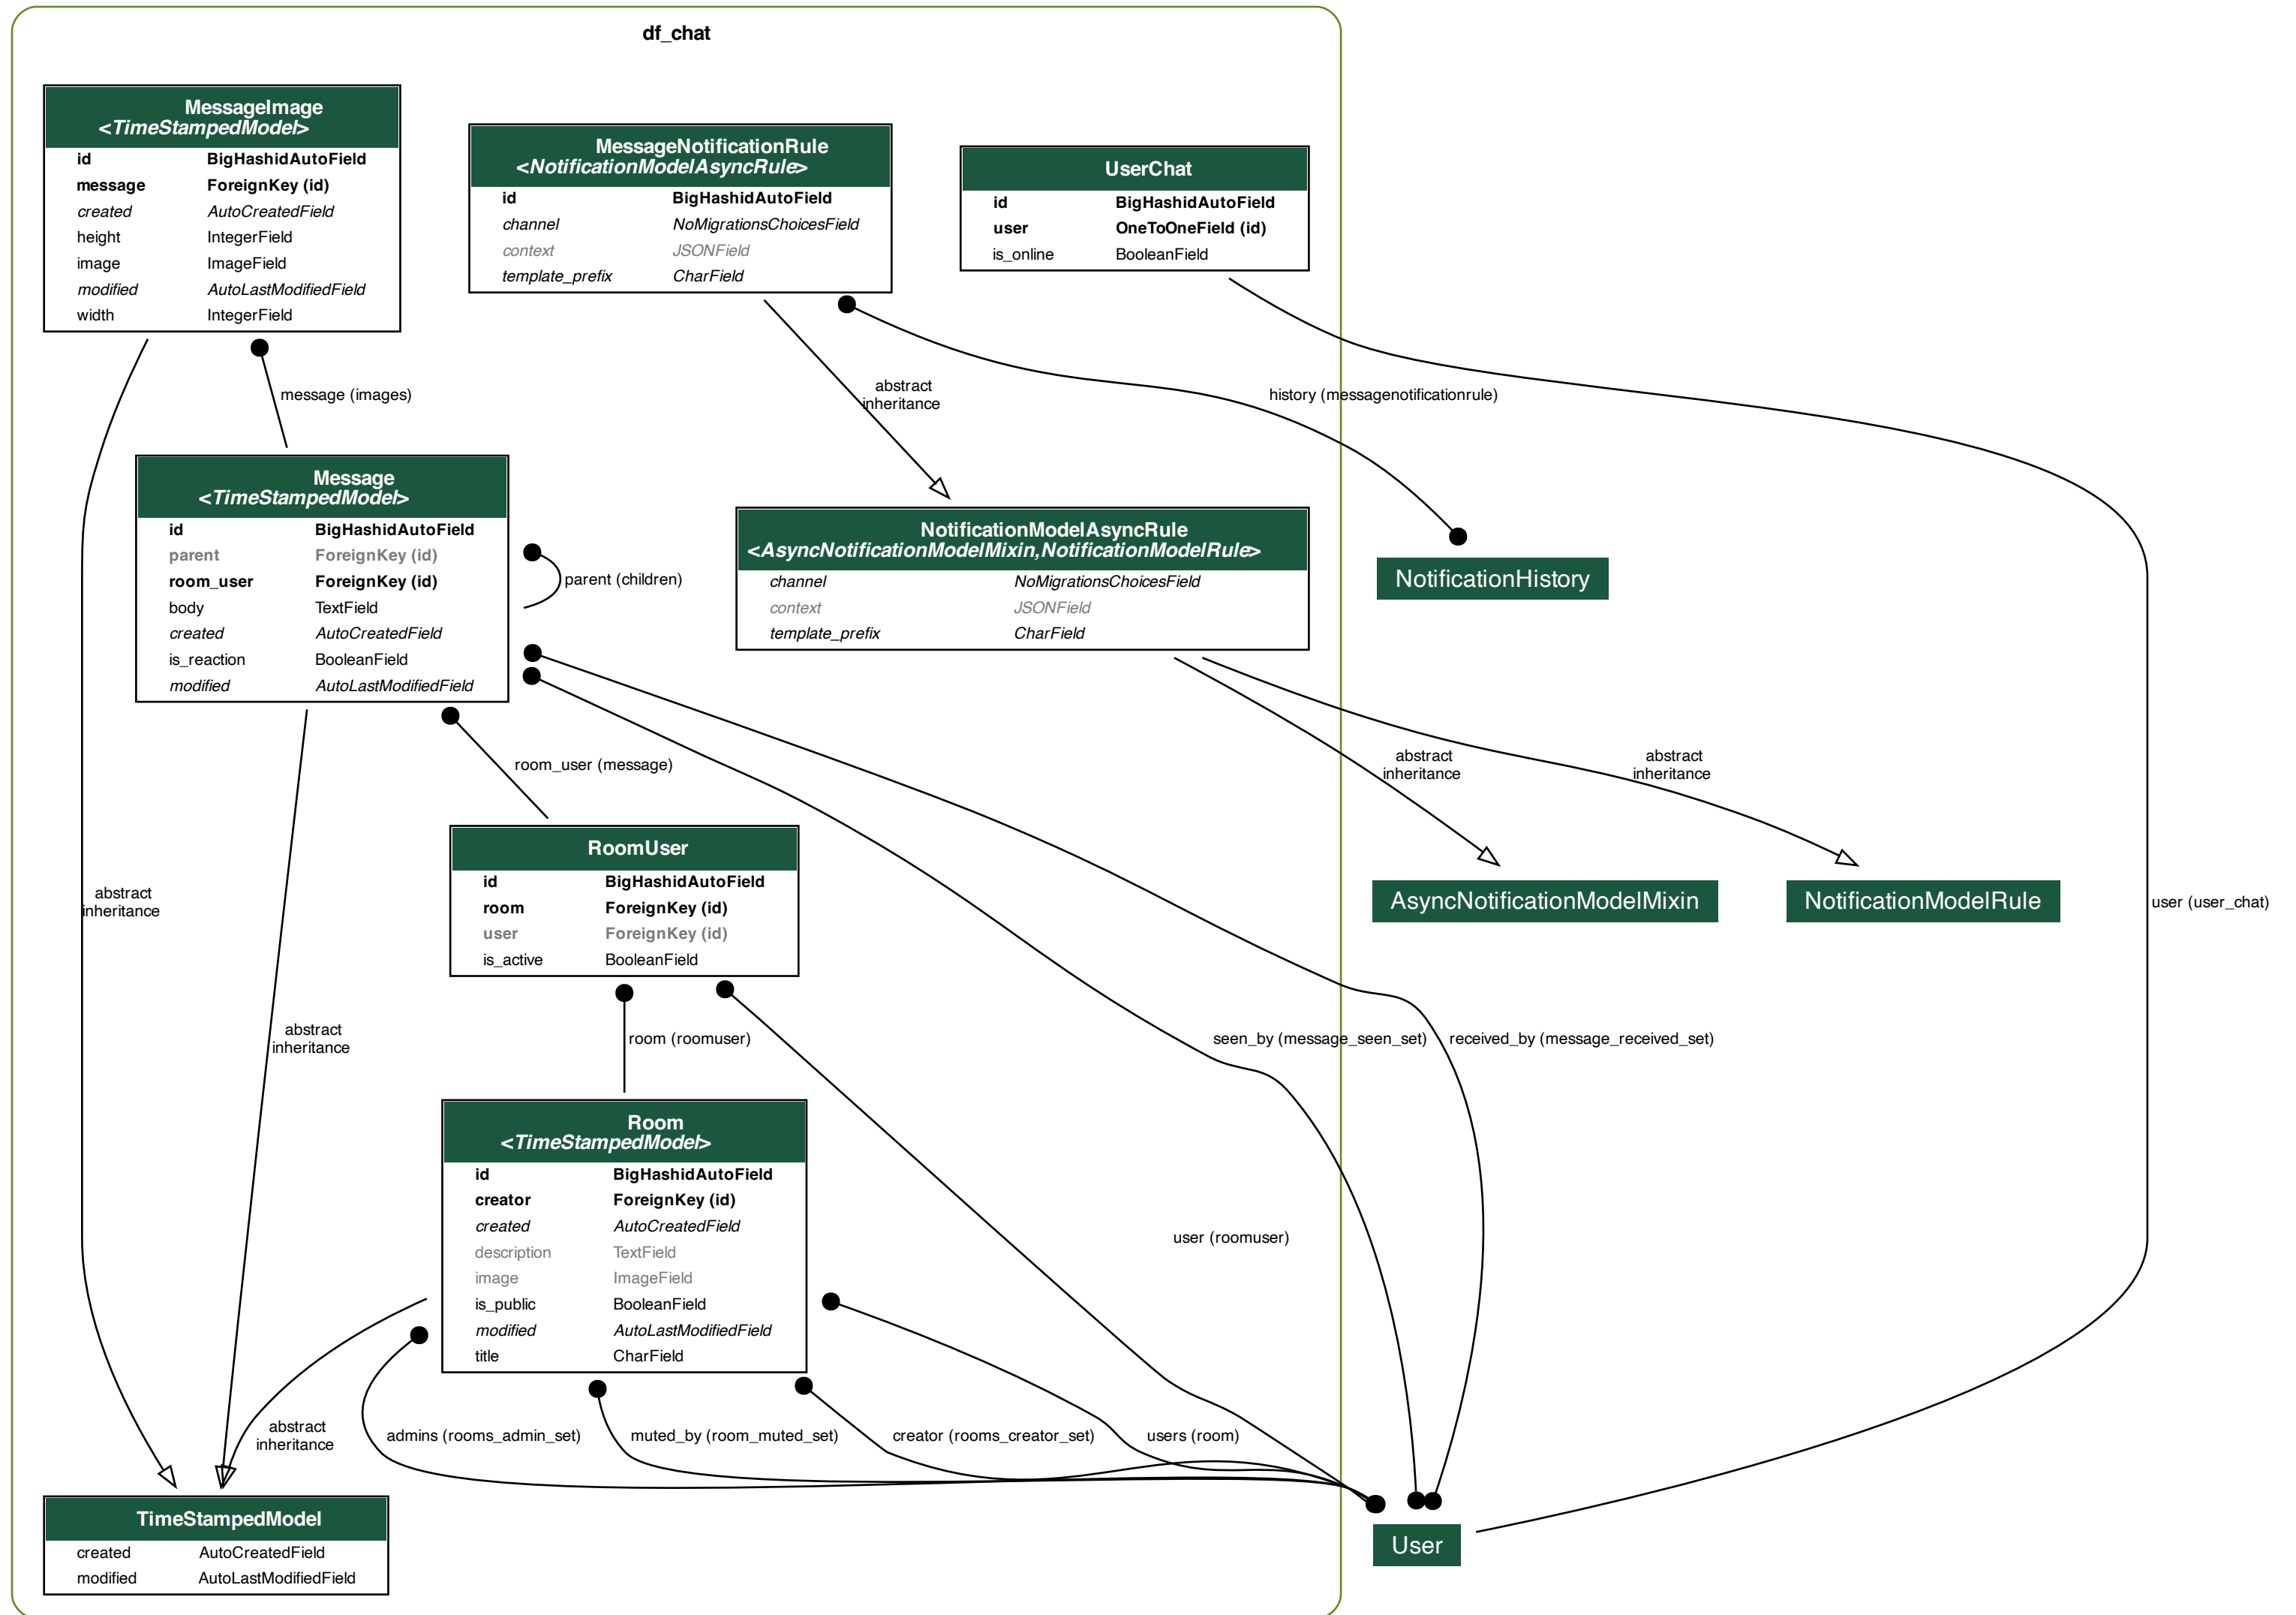 df_chat
MessageImage
<TimeStampedModel>
id BigHashidAutoField
message ForeignKey (id)
created AutoCreatedField
height IntegerField
image ImageField
modified AutoLastModifiedField
width IntegerField
MessageNotificationRule
<NotificationModelAsyncRule>
id BigHashidAutoField
channel NoMigrationsChoicesField
context JSONField
template_prefix CharField
UserChat
id BigHashidAutoField
user OneToOneField (id)
is_online BooleanField
message (images)
abstract
inheritance
history (messagenotificationrule)
Message
<TimeStampedModel>
id BigHashidAutoField
parent ForeignKey (id)
room_user ForeignKey (id)
body TextField
created AutoCreatedField
is_reaction BooleanField
modified AutoLastModifiedField
parent (children)
NotificationModelAsyncRule
<AsyncNotificationModelMixin,NotificationModelRule>
channel NoMigrationsChoicesField
context JSONField
template_prefix CharField
NotificationHistory
room_user (message)
abstract
inheritance
abstract
inheritance
RoomUser
id BigHashidAutoField
room ForeignKey (id)
user ForeignKey (id)
is_active BooleanField
abstract
inheritance
AsyncNotificationModelMixin
NotificationModelRule
user (user_chat)
abstract
inheritance
room (roomuser)
seen_by (message_seen_set)
received_by (message_received_set)
Room
<TimeStampedModel>
id BigHashidAutoField
creator ForeignKey (id)
created AutoCreatedField
description TextField
image ImageField
is_public BooleanField
modified AutoLastModifiedField
title CharField
user (roomuser)
abstract
inheritance
admins (rooms_admin_set)
muted_by (room_muted_set)
creator (rooms_creator_set)
users (room)
TimeStampedModel
created AutoCreatedField
modified AutoLastModifiedField
User